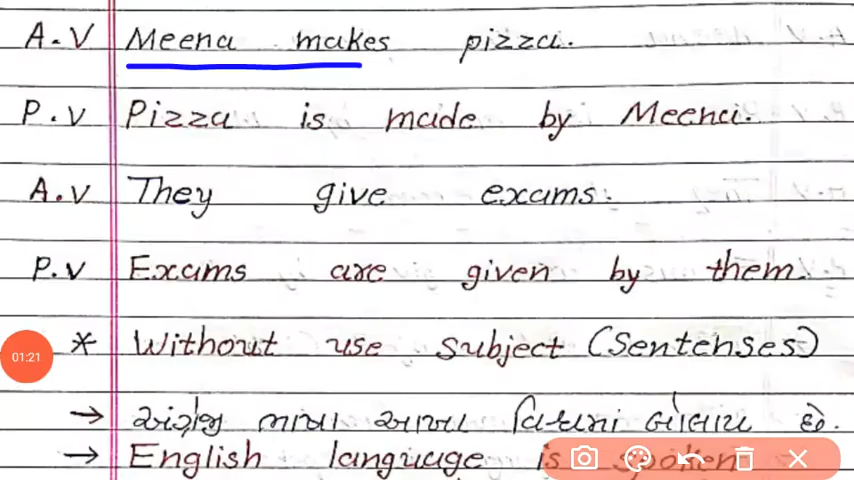 A.V Meena makes pizza.
P.V Pizza is made by Meena.
A.V They give exams.
P.V Exams are given by them.
01:21
* Without use subject (Sentenses)
→ અંગ્રેજી ભાષા આખા વિશ્વમાં બોલાય છે.
→ English language is spoken